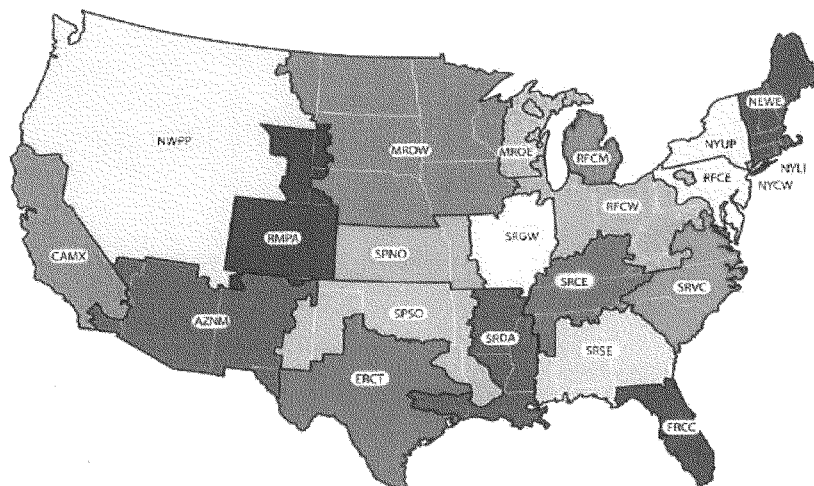 NEWE
NWPP
NYUP
MROW
MROE
RFCM
NYLI
RFCE
NYCW
RFCW
RMPA
SRGW
CAMX
SPNO
SRCE
SRVC
SPSO
AZNM
SRDA
SRSE
ERCT
FRCC